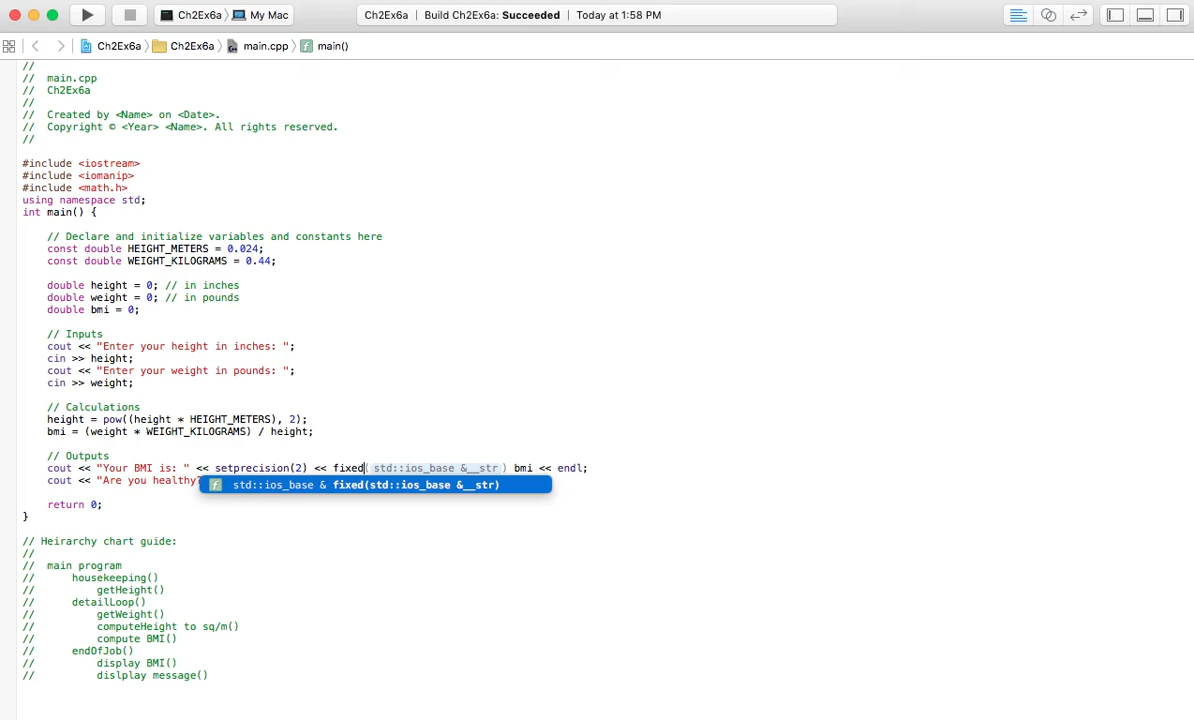 Ch2Ex6a My Mac Ch2Ex6a | Build Ch2Ex6a: Succeeded | Today at 1:58 PM
Ch2Ex6a Ch2Ex6a main.cpp main()
//
//  main.cpp
//  Ch2Ex6a
//
//  Created by <Name> on <Date>.
//  Copyright © <Year> <Name>. All rights reserved.
//
#include <iostream>
#include <iomanip>
#include <math.h>
using namespace std;
int main() {
    // Declare and initialize variables and constants here
    const double HEIGHT_METERS = 0.024;
    const double WEIGHT_KILOGRAMS = 0.44;
    double height = 0; // in inches
    double weight = 0; // in pounds
    double bmi = 0;
    // Inputs
    cout << "Enter your height in inches: ";
    cin >> height;
    cout << "Enter your weight in pounds: ";
    cin >> weight;
    // Calculations
    height = pow((height * HEIGHT_METERS), 2);
    bmi = (weight * WEIGHT_KILOGRAMS) / height;
    // Outputs
    cout << "Your BMI is: " << setprecision(2) << fixed(std::ios_base &__str) bmi << endl;
    cout << "Are you healthy?
f std::ios_base & fixed(std::ios_base &__str)
    return 0;
}
// Heirarchy chart guide:
//
//  main program
//      housekeeping()
//          getHeight()
//      detailLoop()
//          getWeight()
//          computeHeight to sq/m()
//          compute BMI()
//      endOfJob()
//          display BMI()
//          dislplay message()